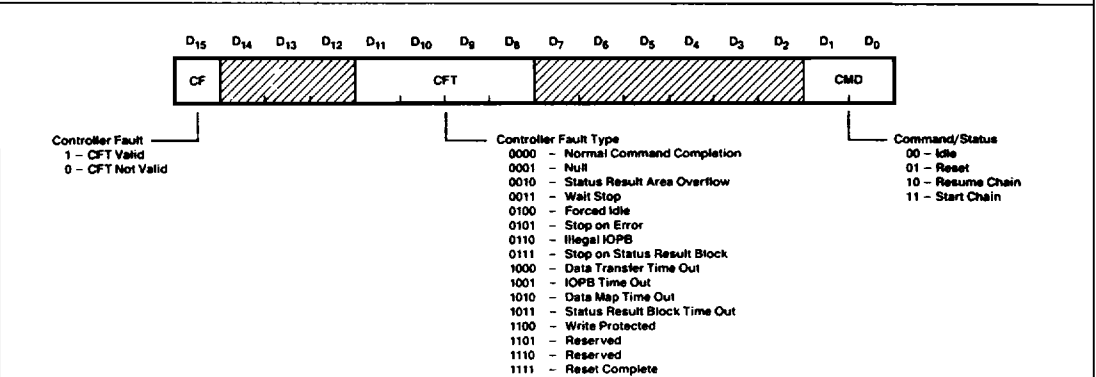 D15 D14 D13 D12 D11 D10 D9 D8 D7 D6 D5 D4 D3 D2 D1 D0
CF CFT CMD
Controller Fault
1 – CFT Valid
0 – CFT Not Valid
Controller Fault Type
0000 – Normal Command Completion
0001 – Null
0010 – Status Result Area Overflow
0011 – Wait Stop
0100 – Forced Idle
0101 – Stop on Error
0110 – Illegal IOPB
0111 – Stop on Status Result Block
1000 – Data Transfer Time Out
1001 – IOPB Time Out
1010 – Data Map Time Out
1011 – Status Result Block Time Out
1100 – Write Protected
1101 – Reserved
1110 – Reserved
1111 – Reset Complete
Command/Status
00 – Idle
01 – Reset
10 – Resume Chain
11 – Start Chain